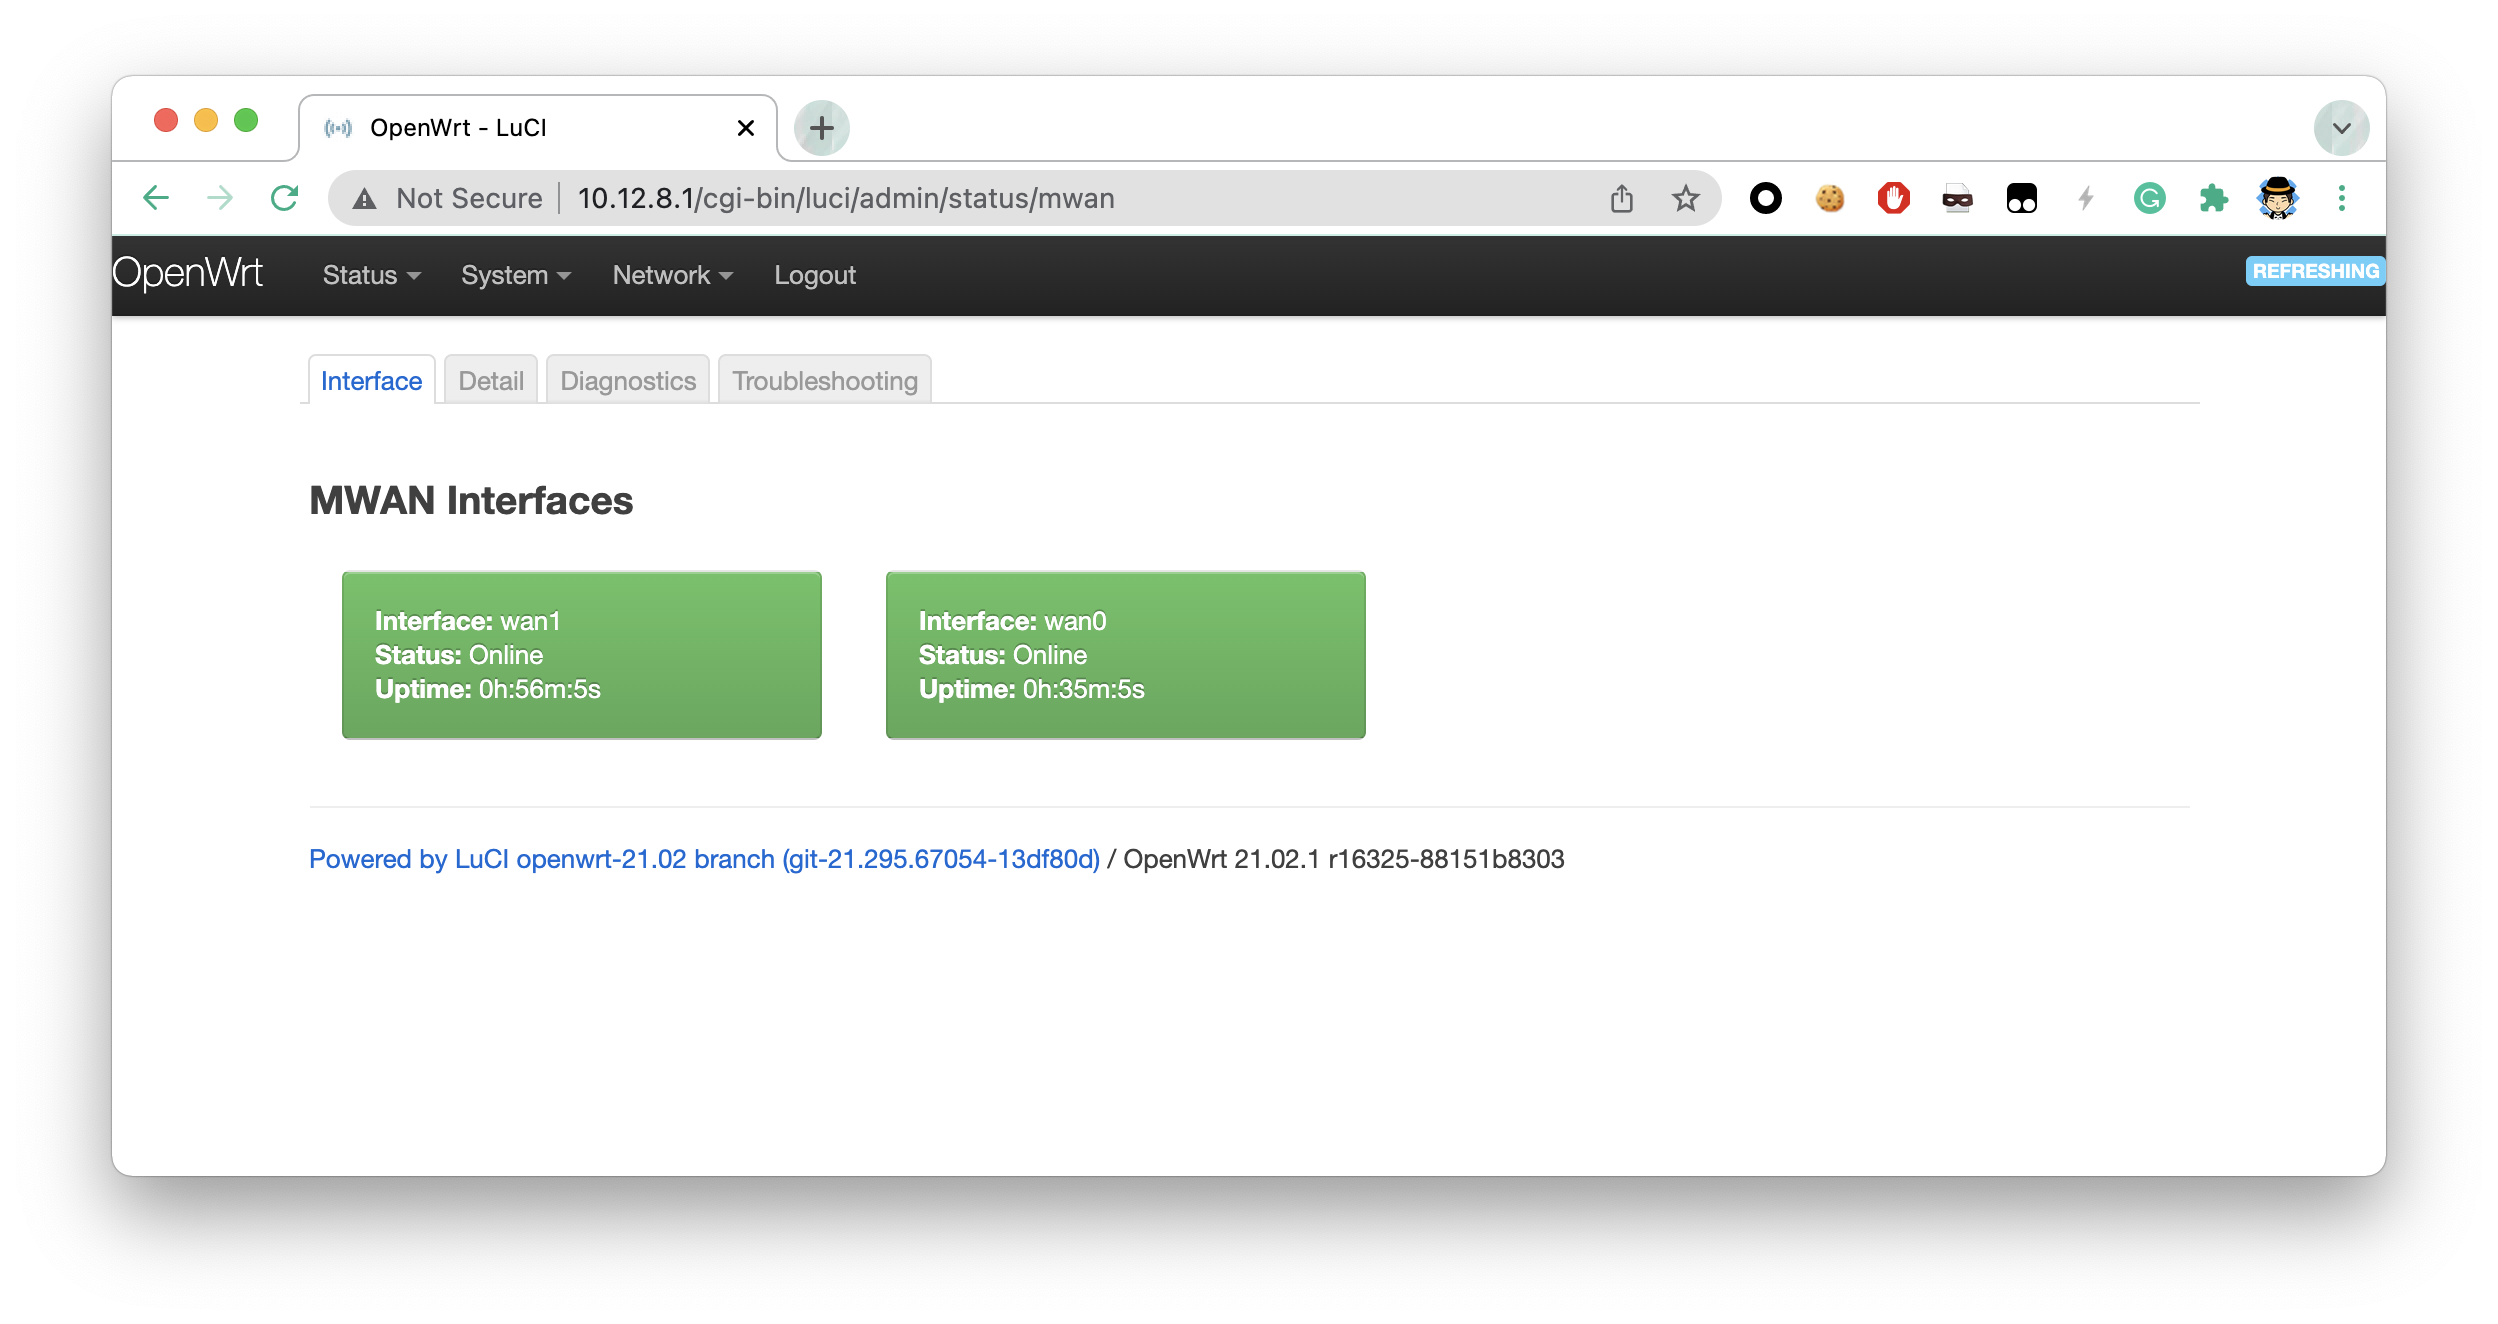 OpenWrt - LuCI
Not Secure 10.12.8.1/cgi-bin/luci/admin/status/mwan
OpenWrt Status System Network Logout REFRESHING
Interface Detail Diagnostics Troubleshooting
MWAN Interfaces
Interface: wan1
Status: Online
Uptime: 0h:56m:5s
Interface: wan0
Status: Online
Uptime: 0h:35m:5s
Powered by LuCI openwrt-21.02 branch (git-21.295.67054-13df80d) / OpenWrt 21.02.1 r16325-88151b8303